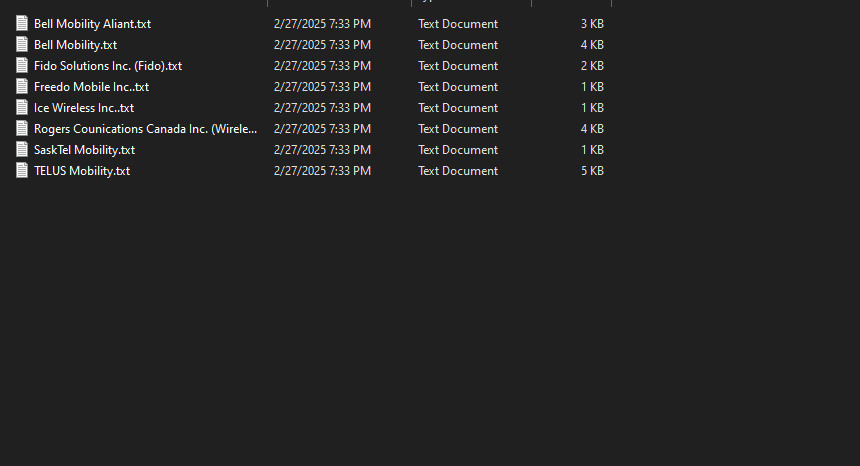 Bell Mobility Aliant.txt 2/27/2025 7:33 PM Text Document 3 KB
Bell Mobility.txt 2/27/2025 7:33 PM Text Document 4 KB
Fido Solutions Inc. (Fido).txt 2/27/2025 7:33 PM Text Document 2 KB
Freedo Mobile Inc..txt 2/27/2025 7:33 PM Text Document 1 KB
Ice Wireless Inc..txt 2/27/2025 7:33 PM Text Document 1 KB
Rogers Counications Canada Inc. (Wirele... 2/27/2025 7:33 PM Text Document 4 KB
SaskTel Mobility.txt 2/27/2025 7:33 PM Text Document 1 KB
TELUS Mobility.txt 2/27/2025 7:33 PM Text Document 5 KB